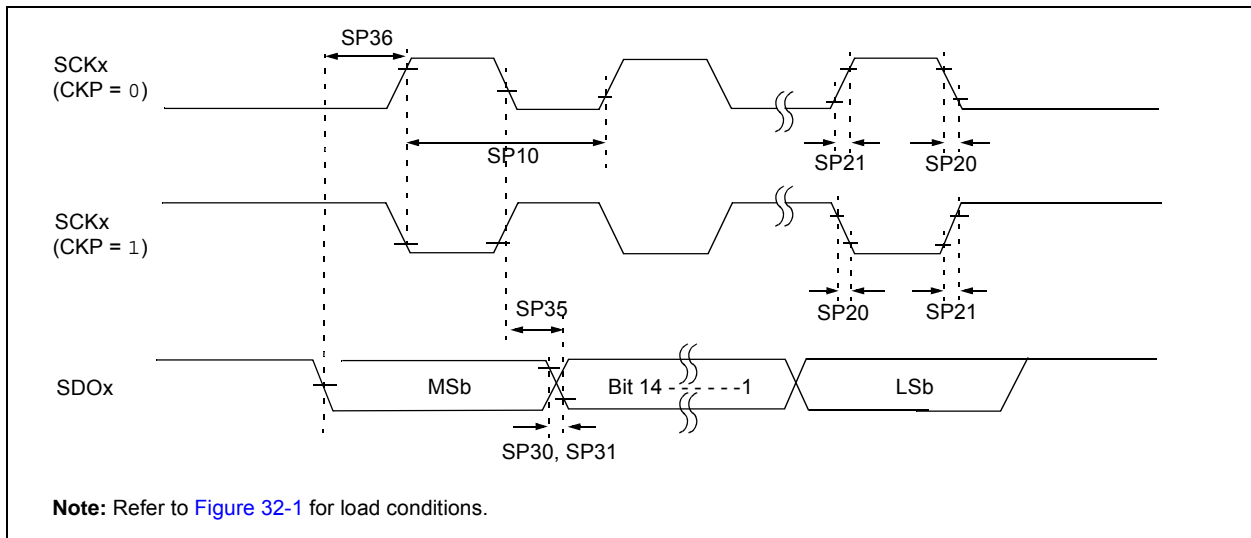 SP36
SCKx
(CKP = 0)
SP10
SP21
SP20
SCKx
(CKP = 1)
SP35
SP20
SP21
SDOx
MSb
Bit 14 - - - - - -1
LSb
SP30, SP31
Note: Refer to Figure 32-1 for load conditions.